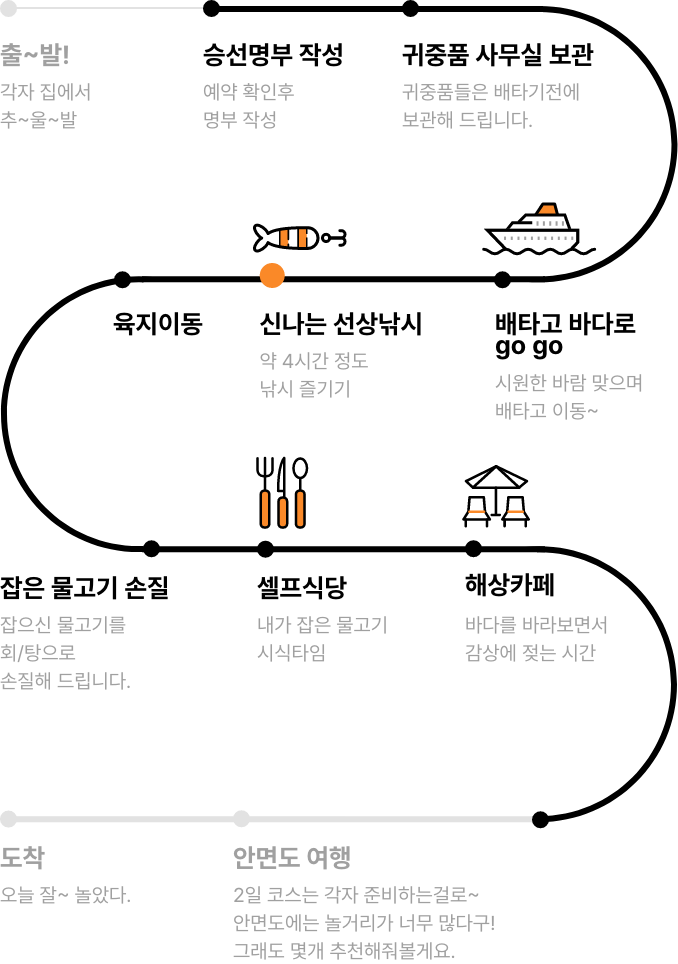 출~발!
각자 집에서
추~울~발
승선명부 작성
예약 확인후
명부 작성
귀중품 사무실 보관
귀중품들은 배타기전에
보관해 드립니다.
배타고 바다로
go go
시원한 바람 맞으며
배타고 이동~
신나는 선상낚시
약 4시간 정도
낚시 즐기기
육지이동
잡은 물고기 손질
잡으신 물고기를
회/탕으로
손질해 드립니다.
셀프식당
내가 잡은 물고기
시식타임
해상카페
바다를 바라보면서
감상에 젖는 시간
안면도 여행
2일 코스는 각자 준비하는걸로~
안면도에는 놀거리가 너무 많다구!
그래도 몇개 추천해줘볼게요.
도착
오늘 잘~ 놀았다.